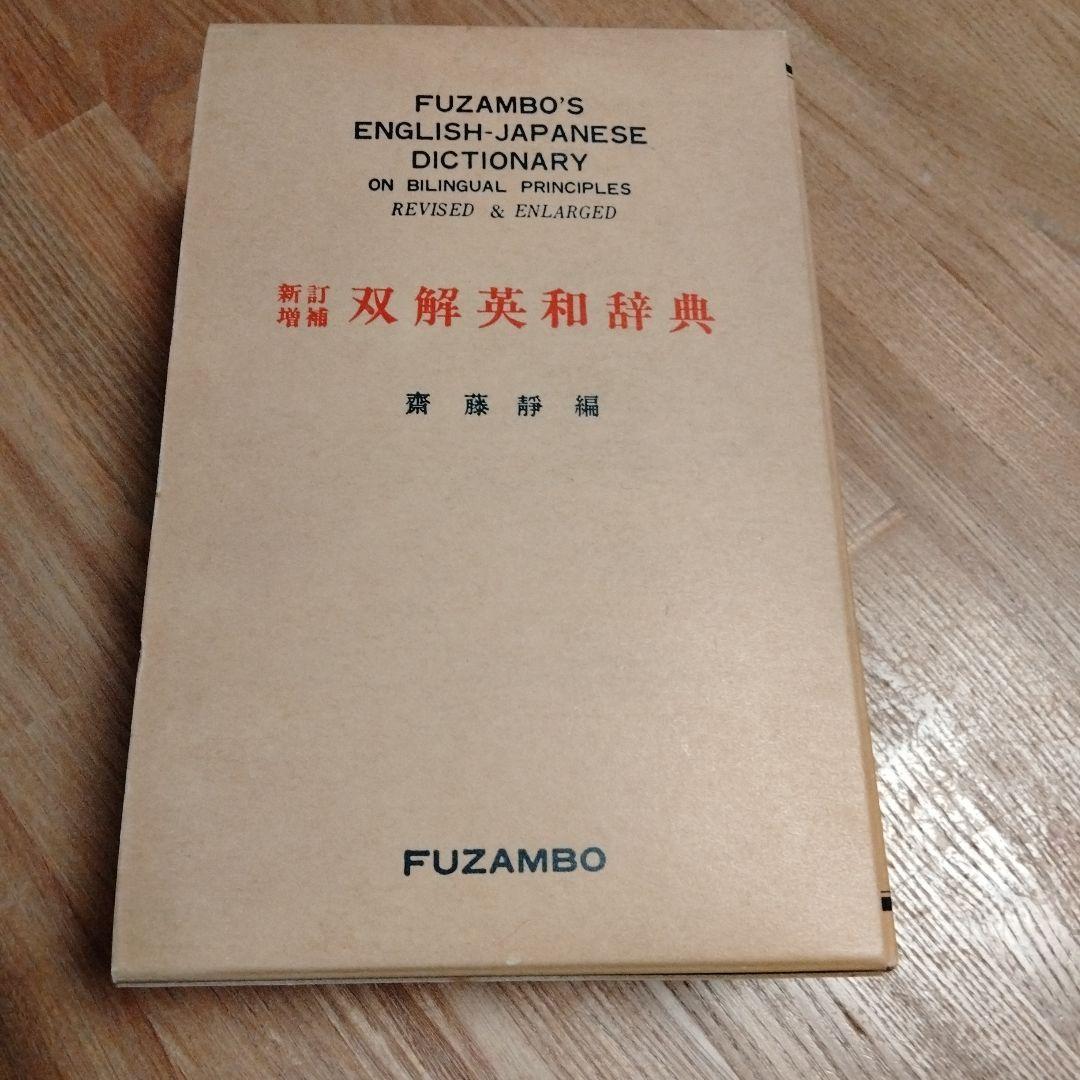 FUZAMBO'S
ENGLISH-JAPANESE
DICTIONARY
ON BILINGUAL PRINCIPLES
REVISED & ENLARGED
新訂
増補 双解英和辞典
齋藤靜編
FUZAMBO